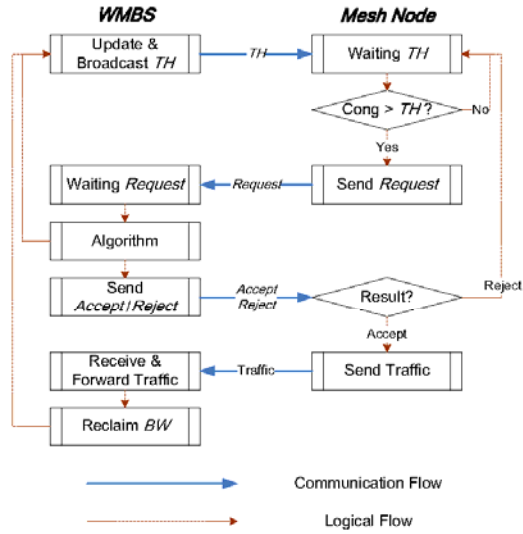 WMBS
Mesh Node
Update &
Broadcast TH
TH
Waiting TH
Cong > TH ?
No
Yes
Waiting Request
Request
Send Request
Algorithm
Send
Accept|Reject
Accept
Reject
Result?
Reject
Accept
Receive &
Forward Traffic
Traffic
Send Traffic
Reclaim BW
Communication Flow
Logical Flow